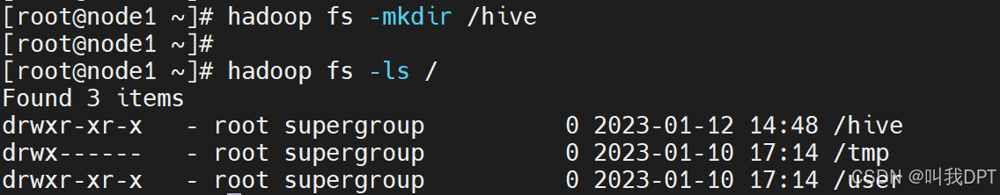 [root@node1 ~]# hadoop fs -mkdir /hive
[root@node1 ~]#
[root@node1 ~]# hadoop fs -ls /
Found 3 items
drwxr-xr-x   - root supergroup          0 2023-01-12 14:48 /hive
drwx------   - root supergroup          0 2023-01-10 17:14 /tmp
drwxr-xr-x   - root supergroup          0 2023-01-10 17:14 /user
CSDN @叫我DPT